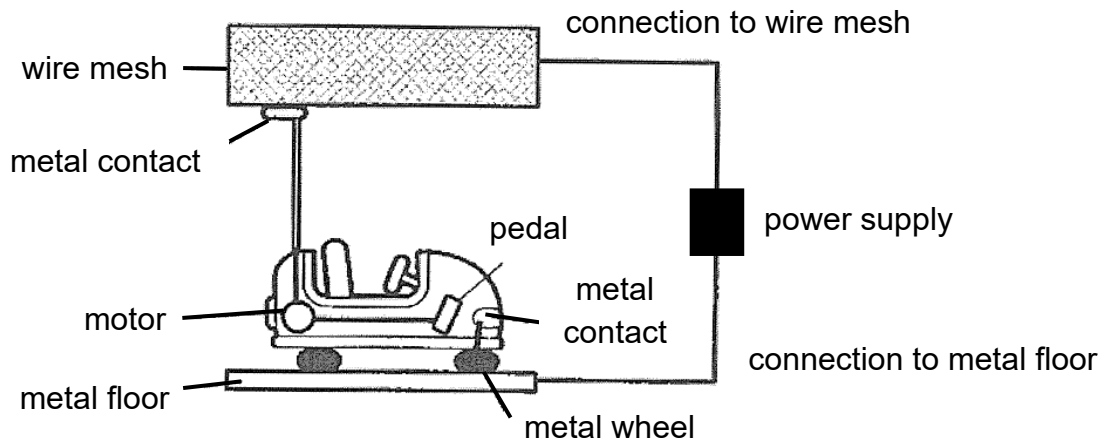 connection to wire mesh
wire mesh
metal contact
power supply
pedal
metal
contact
motor
connection to metal floor
metal floor
metal wheel